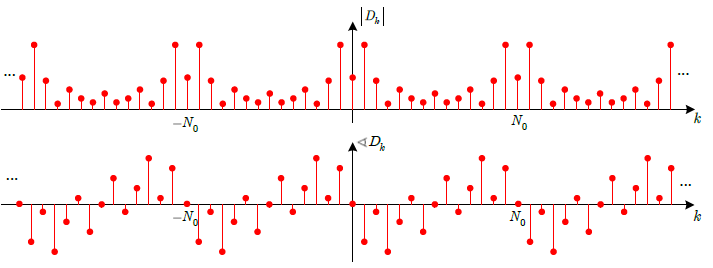 |D_k|
... ...
−N_0 N_0 k
∢ D_k
... ...
−N_0 N_0 k